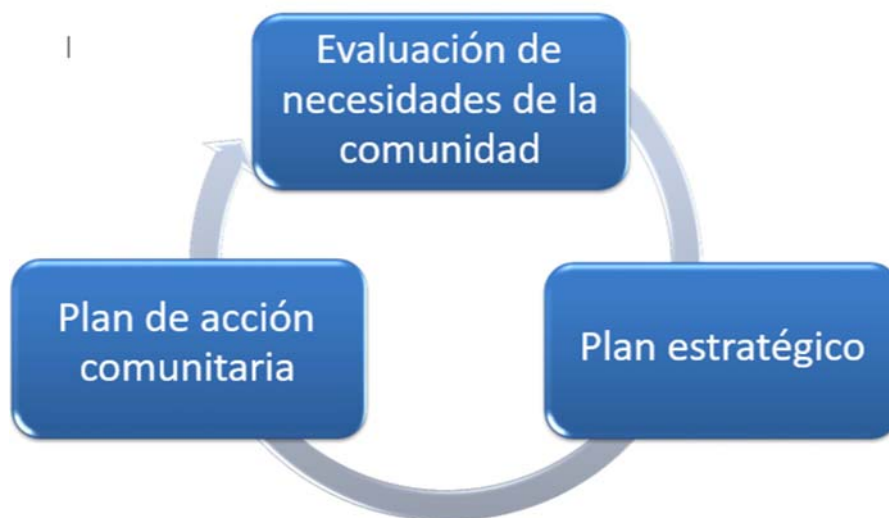 Evaluación de
necesidades de la
comunidad
Plan de acción
comunitaria
Plan estratégico